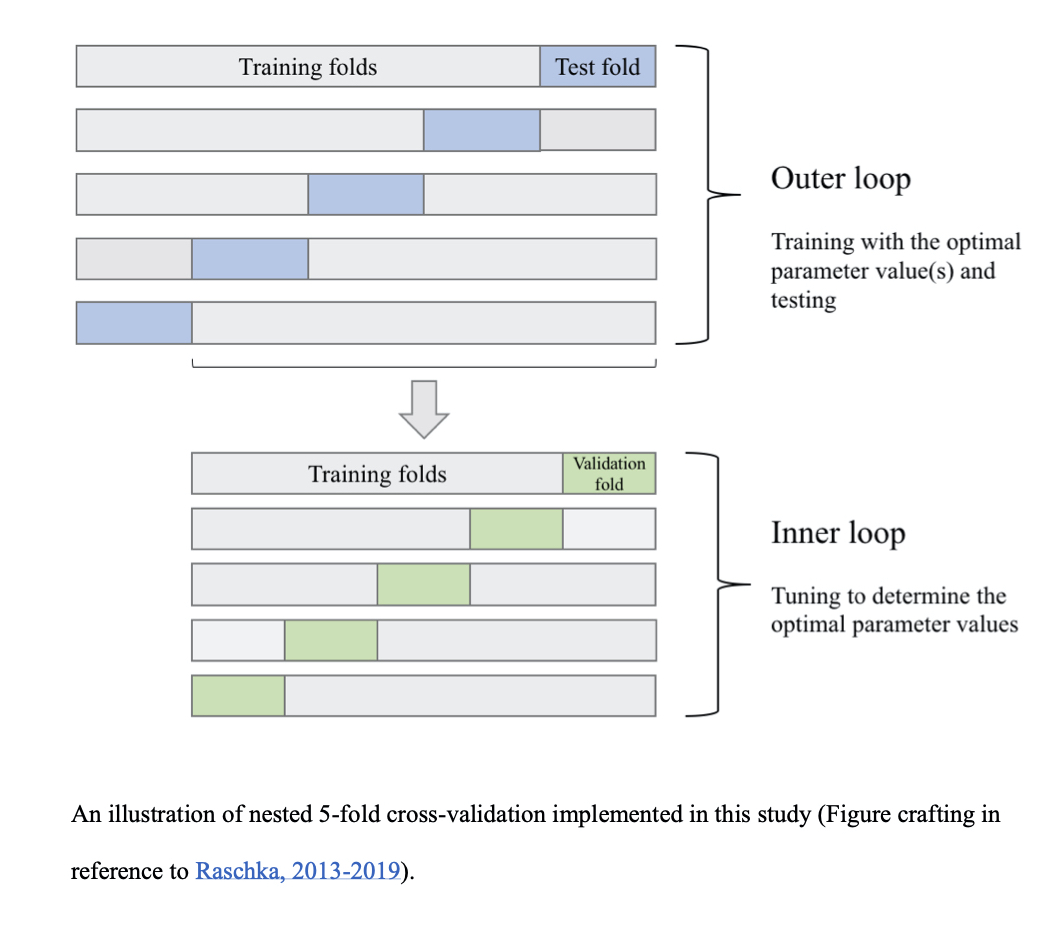 Training folds
Test fold
Outer loop
Training with the optimal
parameter value(s) and
testing
Training folds
Validation
fold
Inner loop
Tuning to determine the
optimal parameter values
An illustration of nested 5-fold cross-validation implemented in this study (Figure crafting in
reference to Raschka, 2013-2019).